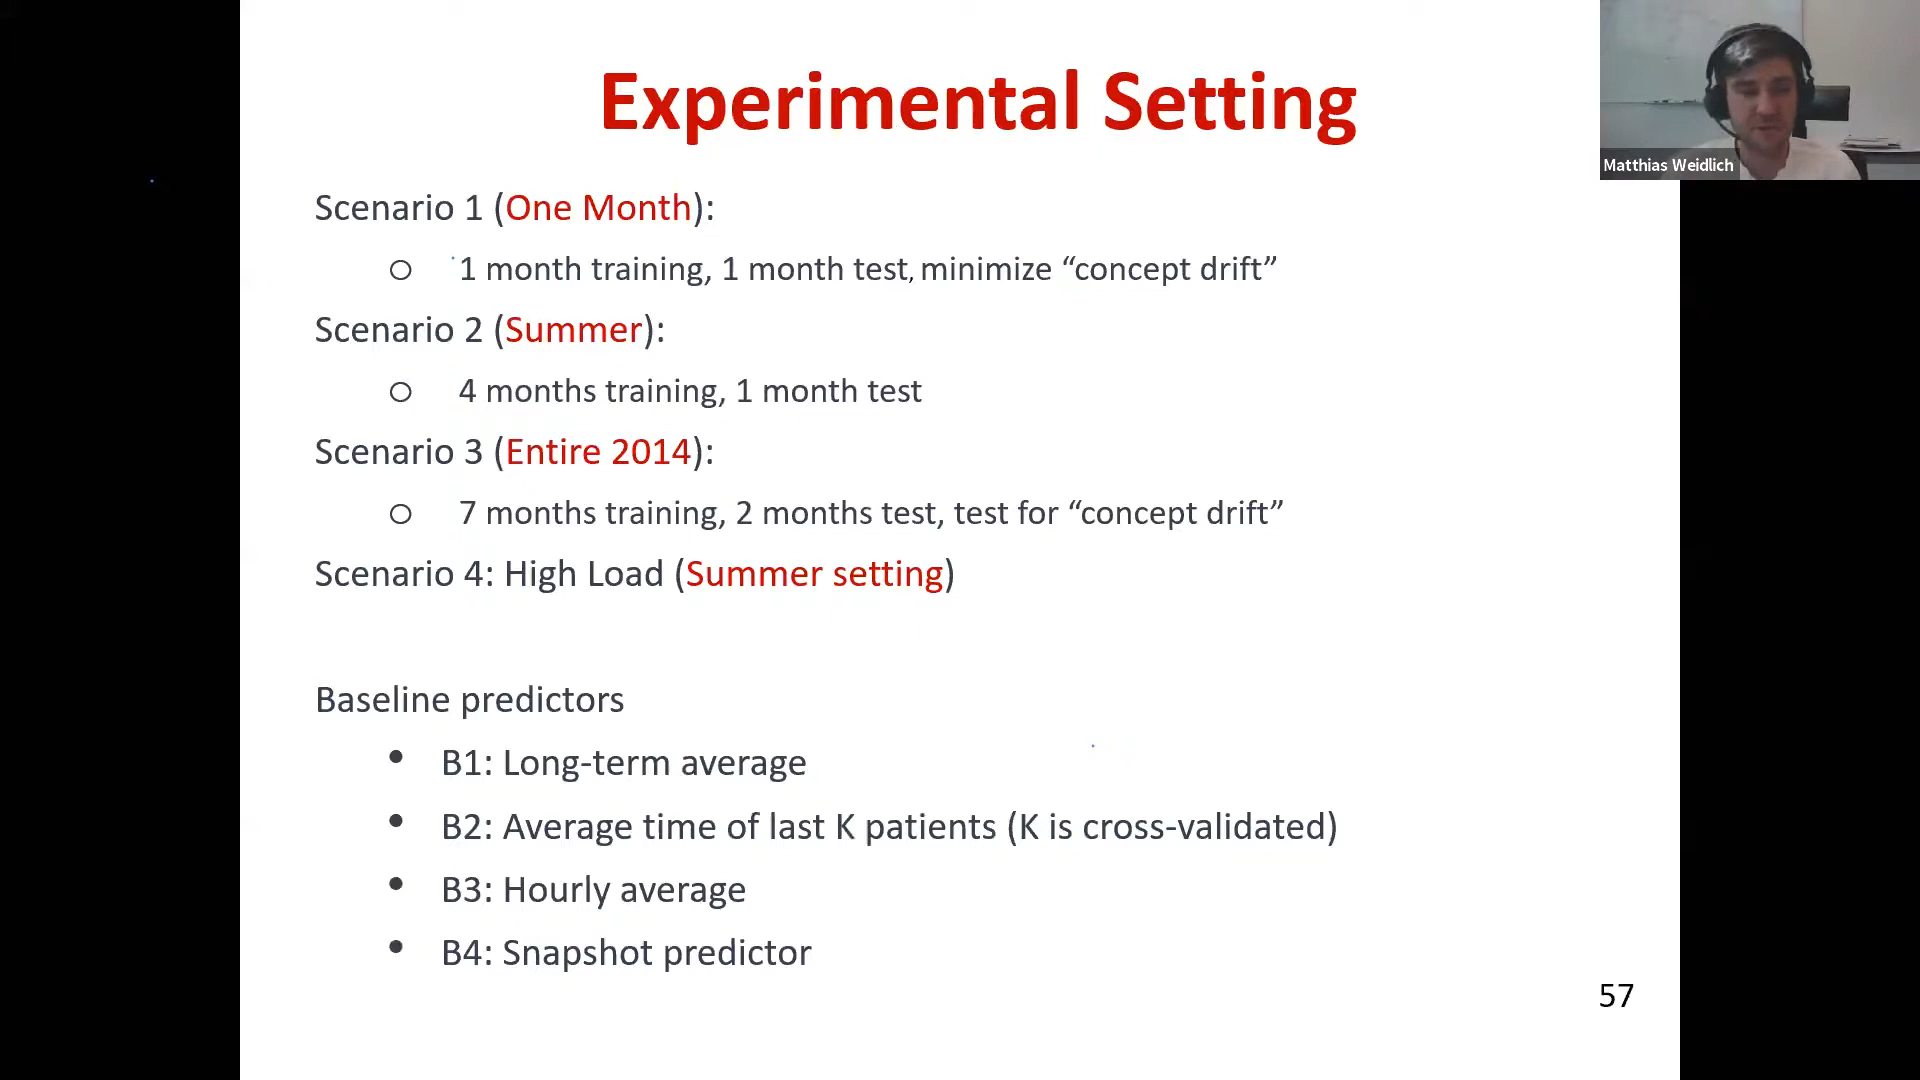 Experimental Setting
Matthias Weidlich
Scenario 1 (One Month):
1 month training, 1 month test, minimize “concept drift”
Scenario 2 (Summer):
4 months training, 1 month test
Scenario 3 (Entire 2014):
7 months training, 2 months test, test for “concept drift”
Scenario 4: High Load (Summer setting)
Baseline predictors
• B1: Long-term average
• B2: Average time of last K patients (K is cross-validated)
• B3: Hourly average
• B4: Snapshot predictor
57